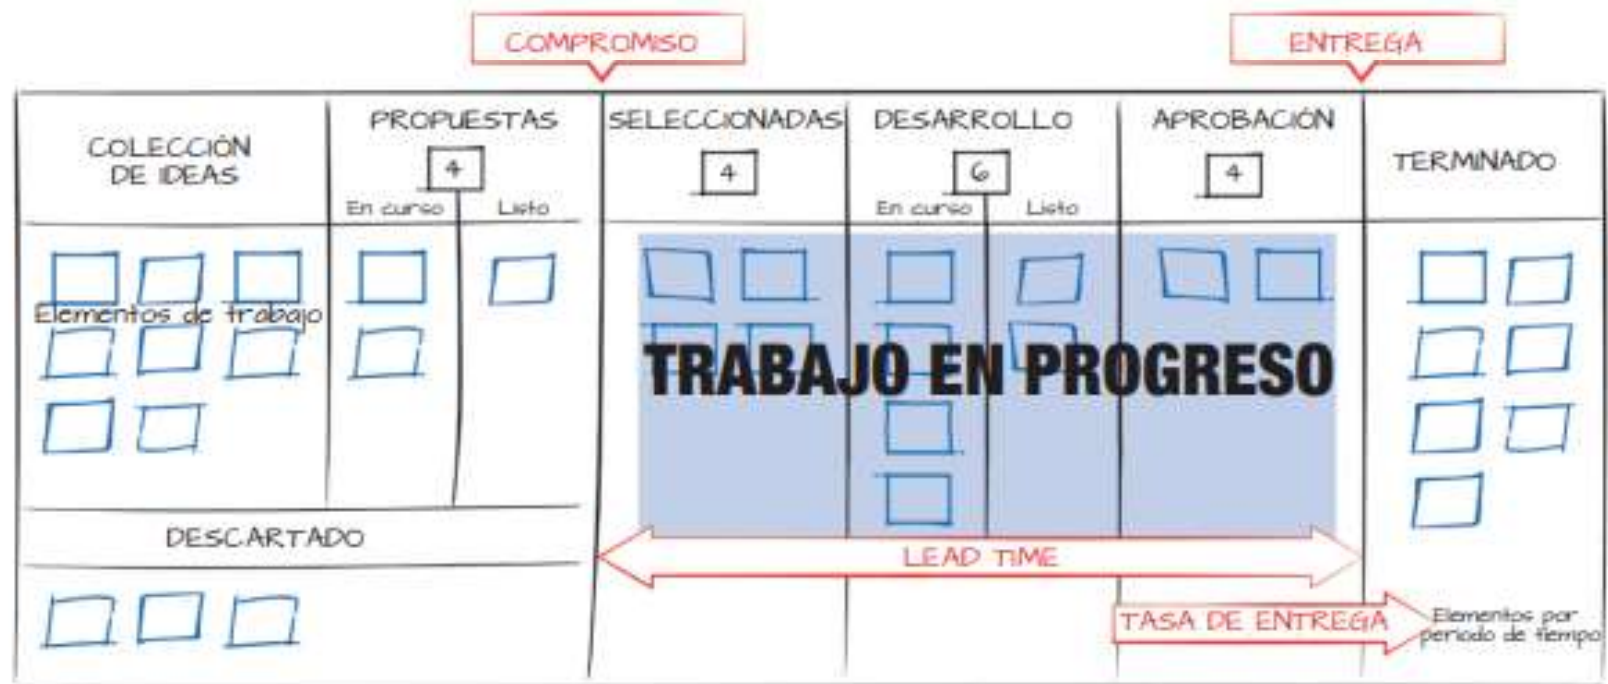 COMPROMISO
ENTREGA
COLECCIÓN
DE IDEAS
PROPUESTAS
4
En curso
Listo
SELECCIONADAS
4
DESARROLLO
6
En curso
Listo
APROBACIÓN
4
TERMINADO
Elementos de trabajo
TRABAJO EN PROGRESO
DESCARTADO
LEAD TIME
TASA DE ENTREGA
Elementos por
periodo de tiempo